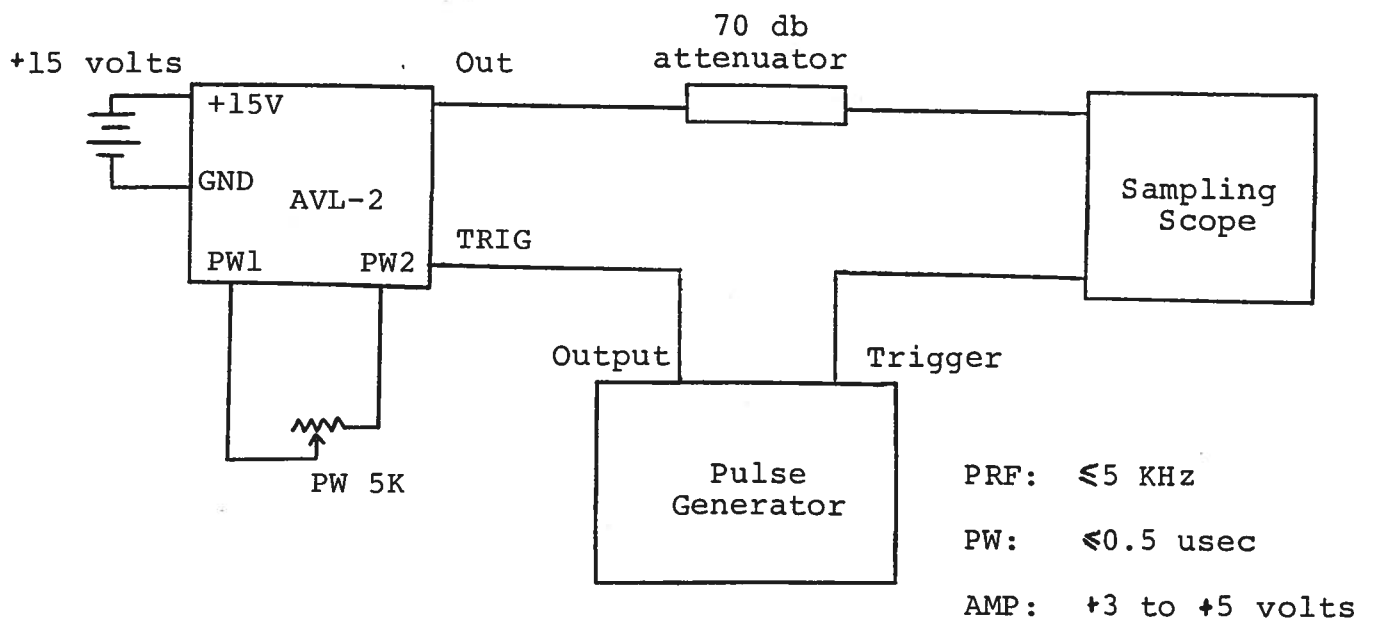 70 db
attenuator
+15 volts
Out
+15V
GND
AVL-2
Sampling
Scope
TRIG
PW1 PW2
Output
Trigger
PW 5K
Pulse
Generator
PRF: ≤5 KHz
PW: ≤0.5 usec
AMP: +3 to +5 volts